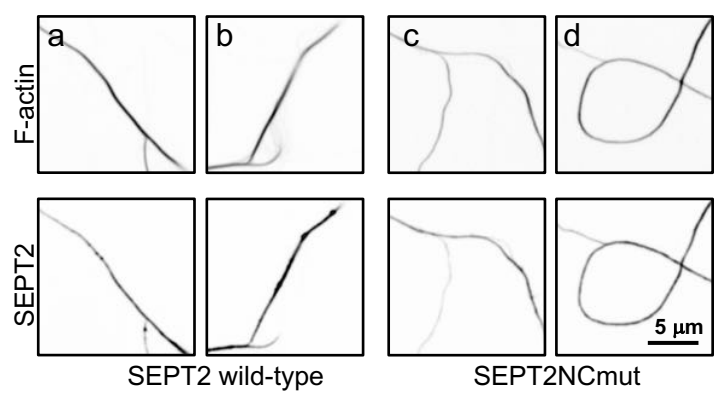 a
b
c
d
F-actin
SEPT2
5 μm
SEPT2 wild-type
SEPT2NCmut